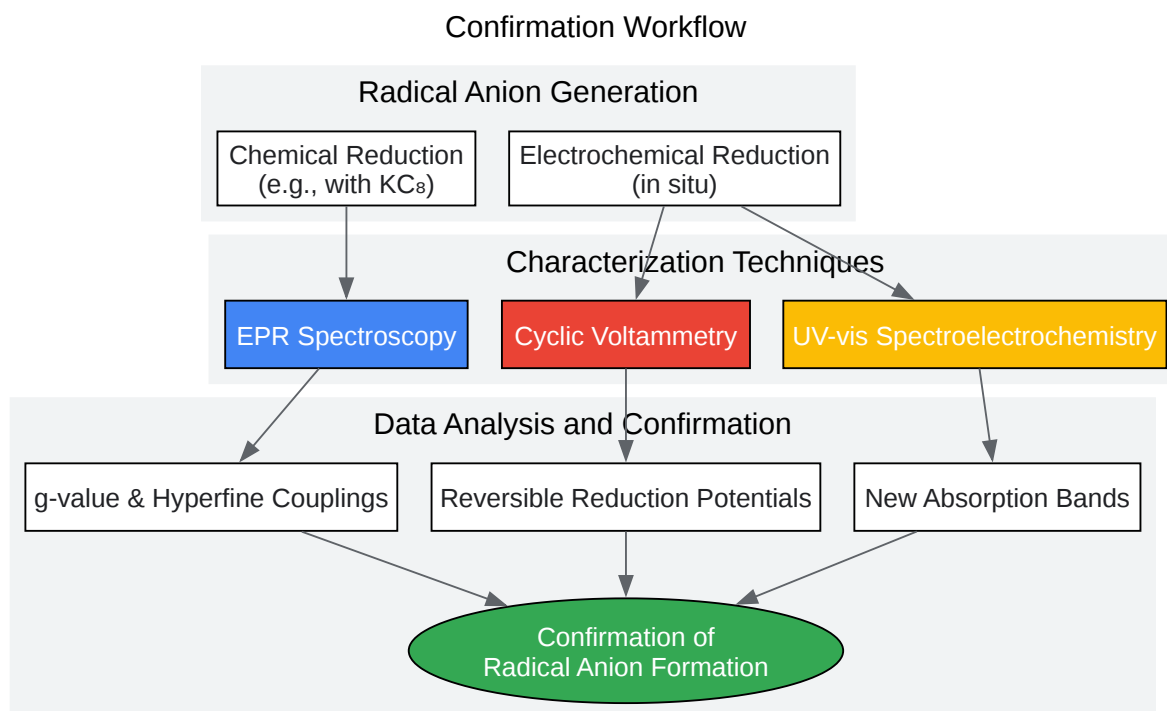 Confirmation Workflow
Radical Anion Generation
Chemical Reduction
(e.g., with KC₈)
Electrochemical Reduction
(in situ)
Characterization Techniques
EPR Spectroscopy
Cyclic Voltammetry
UV-vis Spectroelectrochemistry
Data Analysis and Confirmation
g-value & Hyperfine Couplings
Reversible Reduction Potentials
New Absorption Bands
Confirmation of
Radical Anion Formation